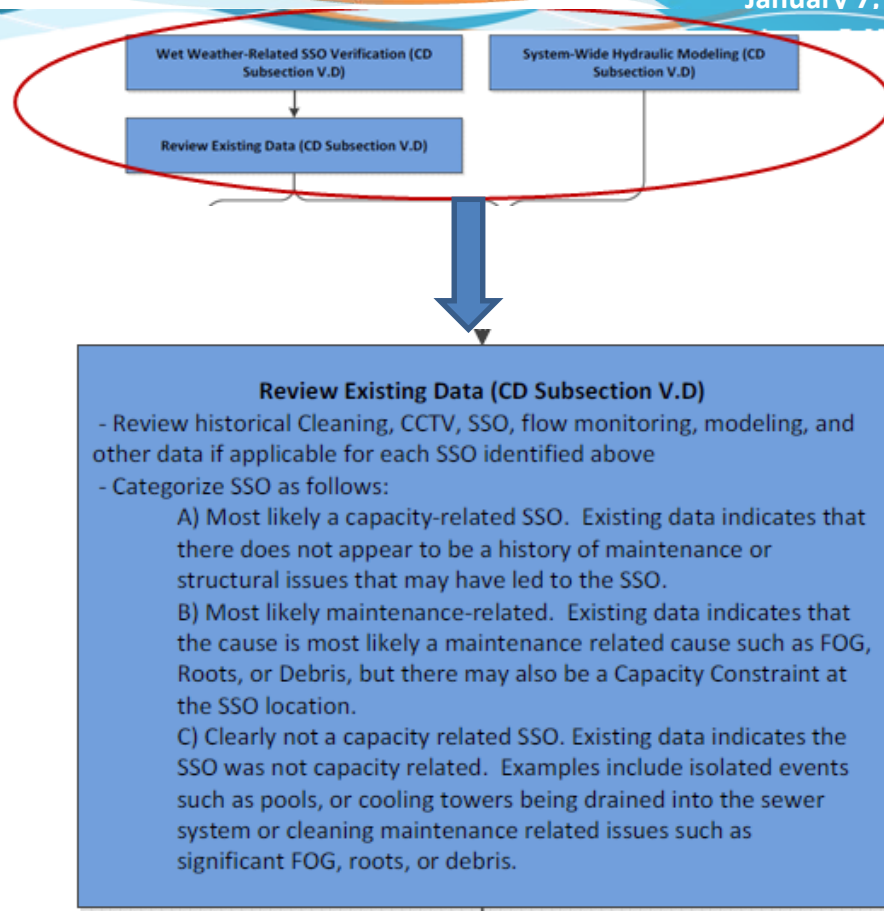 January 7,
Wet Weather-Related SSO Verification (CD
Subsection V.D)
System-Wide Hydraulic Modeling (CD
Subsection V.D)
Review Existing Data (CD Subsection V.D)
Review Existing Data (CD Subsection V.D)
- Review historical Cleaning, CCTV, SSO, flow monitoring, modeling, and
other data if applicable for each SSO identified above
- Categorize SSO as follows:
A) Most likely a capacity-related SSO.  Existing data indicates that
there does not appear to be a history of maintenance or
structural issues that may have led to the SSO.
B) Most likely maintenance-related.  Existing data indicates that
the cause is most likely a maintenance related cause such as FOG,
Roots, or Debris, but there may also be a Capacity Constraint at
the SSO location.
C) Clearly not a capacity related SSO. Existing data indicates the
SSO was not capacity related.  Examples include isolated events
such as pools, or cooling towers being drained into the sewer
system or cleaning maintenance related issues such as
significant FOG, roots, or debris.